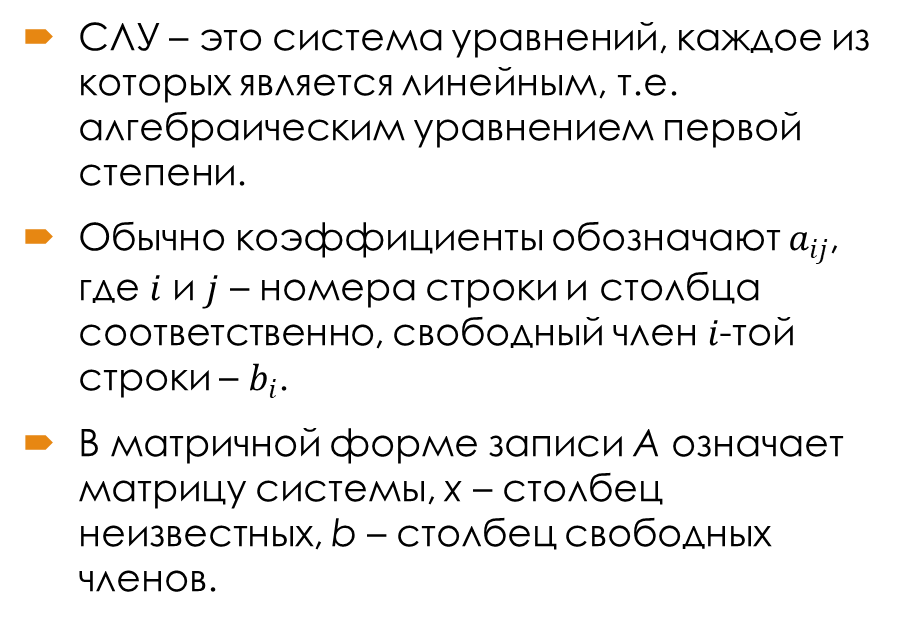 СЛУ – это система уравнений, каждое из
которых является линейным, т.е.
алгебраическим уравнением первой
степени.
Обычно коэффициенты обозначают a_{ij},
где i и j – номера строки и столбца
соответственно, свободный член i-той
строки – b_i.
В матричной форме записи A означает
матрицу системы, x – столбец
неизвестных, b – столбец свободных
членов.